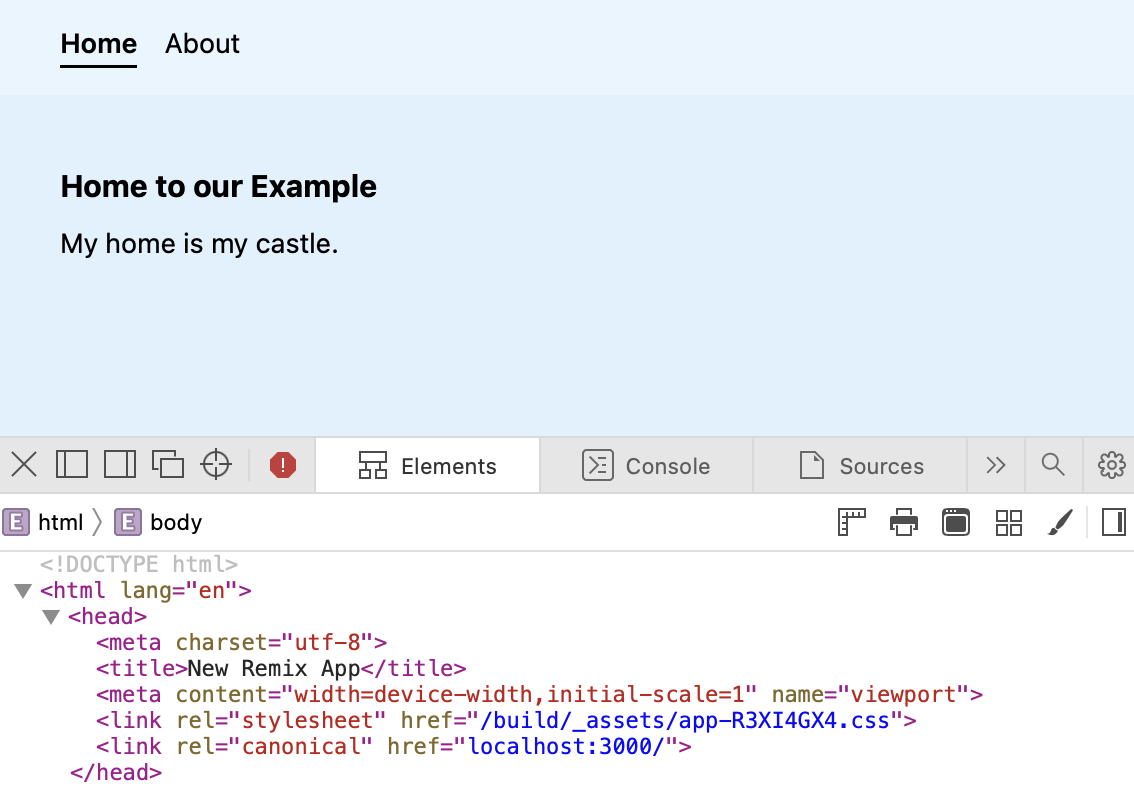 Home About
Home to our Example
My home is my castle.
! Elements Console Sources
E html E body
<!DOCTYPE html>
<html lang="en">
<head>
<meta charset="utf-8">
<title>New Remix App</title>
<meta content="width=device-width,initial-scale=1" name="viewport">
<link rel="stylesheet" href="/build/_assets/app-R3XI4GX4.css">
<link rel="canonical" href="localhost:3000/">
</head>